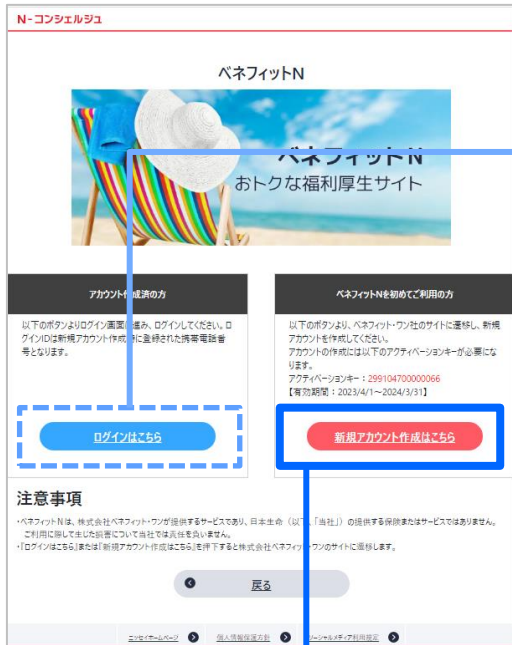 N-コンシェルジュ
ベネフィットN
ベネフィットN
おトクな福利厚生サイト
アカウント作成済の方
以下のボタンよりログイン画面に進み、ログインしてください。ロ
グインIDは新規アカウント作成時に登録された携帯電話番
号となります。
ログインはこちら
ベネフィットNを初めてご利用の方
以下のボタンより、ベネフィット・ワン社のサイトに遷移し、新規
アカウントを作成してください。
アカウントの作成には以下のアクティベーションキーが必要にな
ります。
アクティベーションキー：299104700000066
【有効期間：2023/4/1～2024/3/31】
新規アカウント作成はこちら
注意事項
・ベネフィットNは、株式会社ベネフィット・ワンが提供するサービスであり、日本生命（以下、「当社」）の提供する保険またはサービスではありません。
ご利用に際して生じた損害について当社では責任を負いません。
・「ログインはこちら」または「新規アカウント作成はこちら」を押下すると株式会社ベネフィット・ワンのサイトに遷移します。
戻る
ニッセイホームページ 個人情報保護方針 ソーシャルメディア利用規定